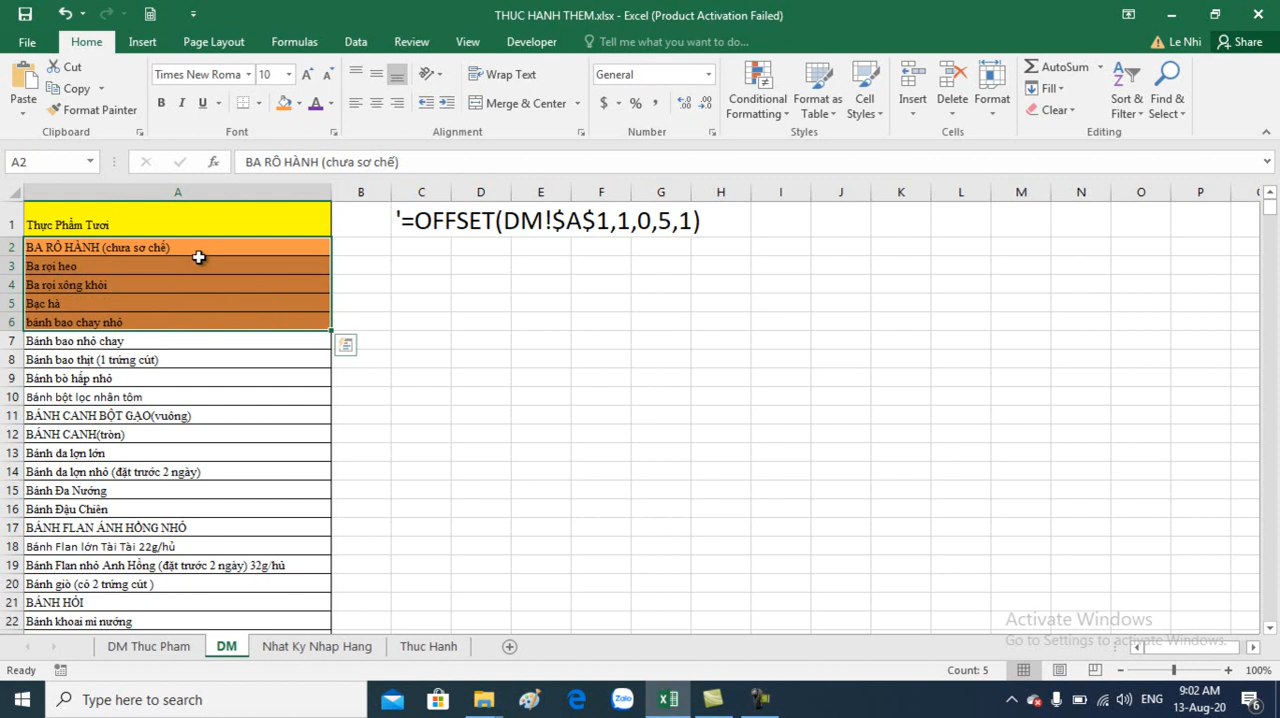 THUC HANH THEM.xlsx - Excel (Product Activation Failed)
File Home Insert Page Layout Formulas Data Review View Developer Tell me what you want to do... Le Nhi Share
Paste Cut Copy Format Painter Clipboard
Times New Roma 10 B I U A Font
Wrap Text Merge & Center Alignment
General $ % , Number
Conditional Formatting Format as Table Cell Styles Styles
Insert Delete Format Cells
AutoSum Fill Clear Sort & Filter Find & Select Editing
A2 fx BA RÔ HÀNH (chưa sơ chế)
A B C D E F G H I J K L M N O P
1 Thực Phẩm Tươi '=OFFSET(DM!$A$1,1,0,5,1)
2 BA RÔ HÀNH (chưa sơ chế)
3 Ba rọi heo
4 Ba rọi xông khói
5 Bạc hà
6 bánh bao chay nhỏ
7 Bánh bao nhỏ chay
8 Bánh bao thịt (1 trứng cút)
9 Bánh bò hấp nhỏ
10 Bánh bột lọc nhân tôm
11 BÁNH CANH BỘT GẠO(vuông)
12 BÁNH CANH(tròn)
13 Bánh da lợn lớn
14 Bánh da lợn nhỏ (đặt trước 2 ngày)
15 Bánh Đa Nướng
16 Bánh Đậu Chiên
17 BÁNH FLAN ÁNH HỒNG NHỎ
18 Bánh Flan lớn Tài Tài 22g/hủ
19 Bánh Flan nhỏ Anh Hồng (đặt trước 2 ngày) 32g/hủ
20 Bánh giò (có 2 trứng cút )
21 BÁNH HỎI
22 Bánh khoai mì nướng
Activate Windows
Go to Settings to activate Windows.
DM Thuc Pham DM Nhat Ky Nhap Hang Thuc Hanh
Ready Count: 5 100%
Type here to search Zalo ENG 9:02 AM 13-Aug-20 6